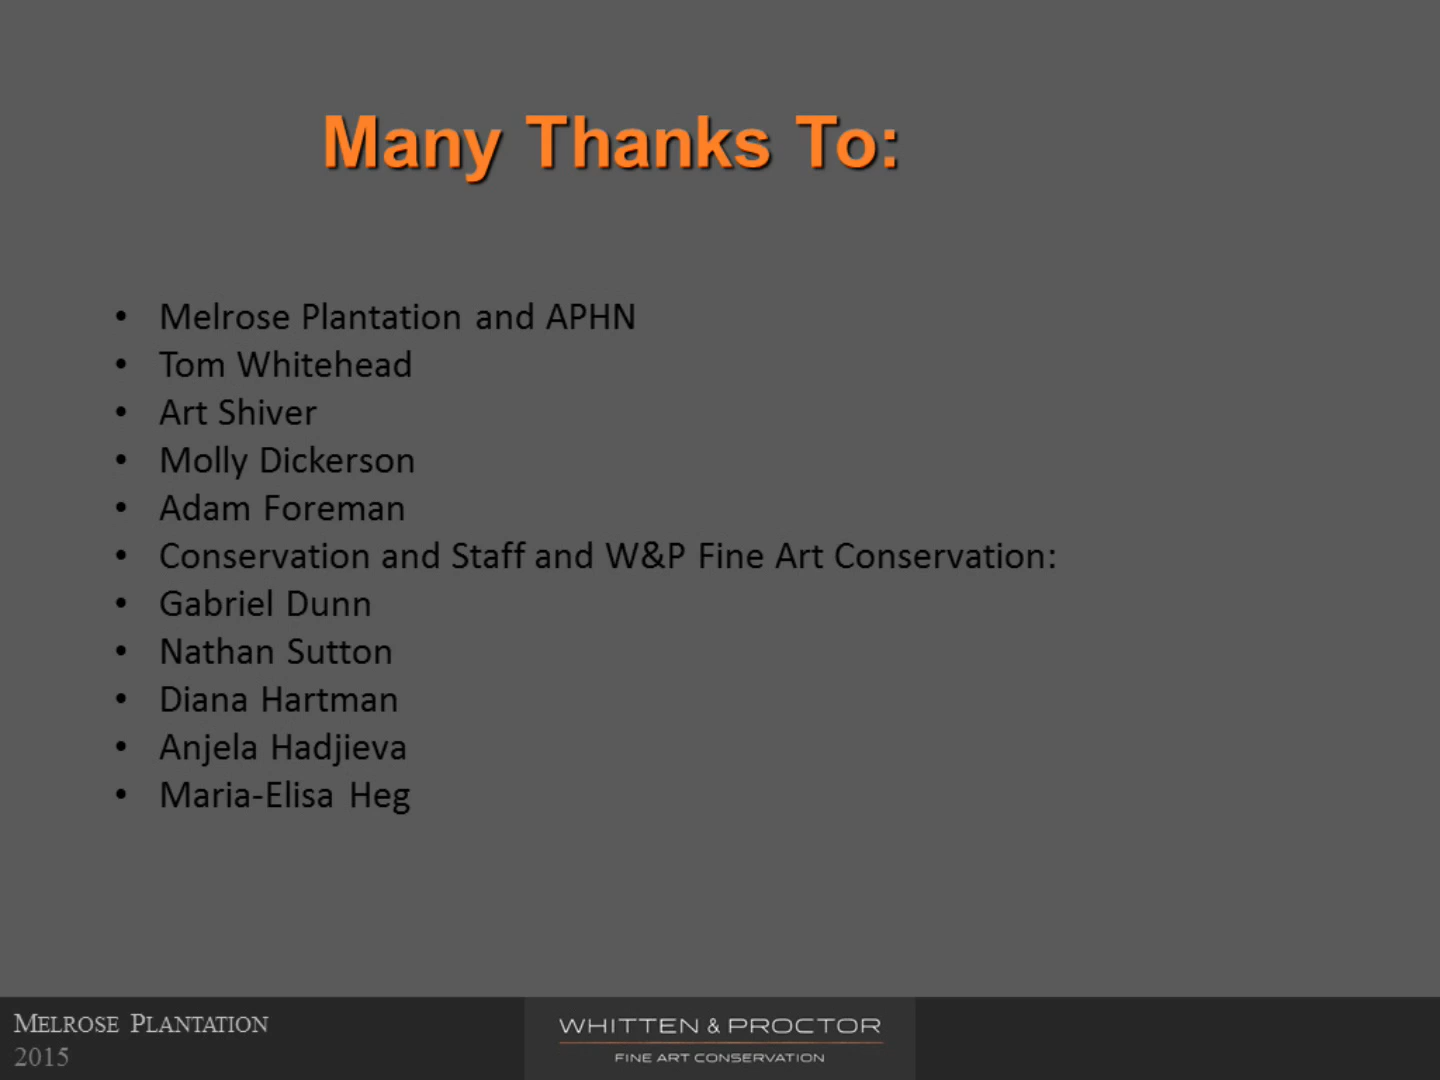 Many Thanks To:
• Melrose Plantation and APHN
• Tom Whitehead
• Art Shiver
• Molly Dickerson
• Adam Foreman
• Conservation and Staff and W&P Fine Art Conservation:
• Gabriel Dunn
• Nathan Sutton
• Diana Hartman
• Anjela Hadjieva
• Maria-Elisa Heg
MELROSE PLANTATION
2015
WHITTEN & PROCTOR
FINE ART CONSERVATION